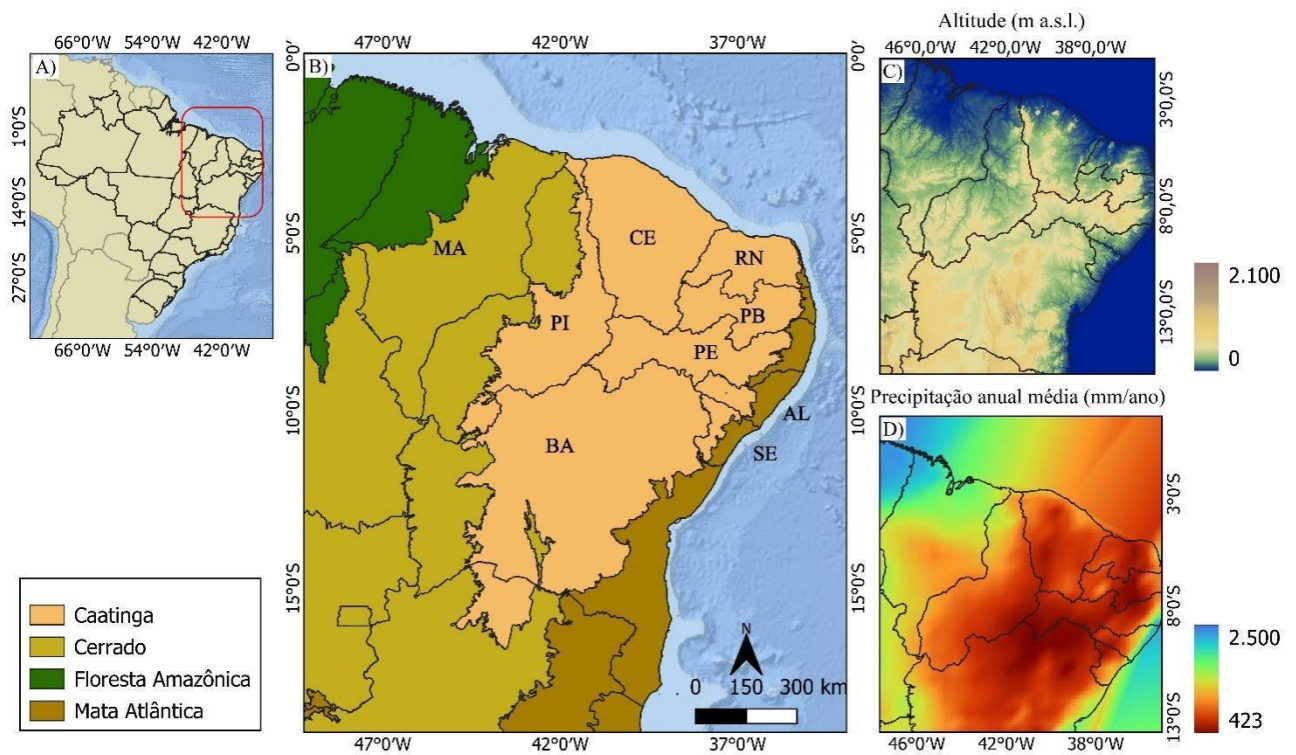 66°0'W 54°0'W 42°0'W
A)
1°0'S
14°0'S
27°0'S
66°0'W 54°0'W 42°0'W
47°0'W 42°0'W 37°0'W
B)
0°0' 0°0'
5°0'S 5°0'S
10°0'S 10°0'S
15°0'S 15°0'S
MA
CE
RN
PI
PB
PE
AL
BA
SE
N
0 150 300 km
47°0'W 42°0'W 37°0'W
Altitude (m a.s.l.)
46°0,0'W 42°0,0'W 38°0,0'W
C)
3°0,0'S
8°0,0'S
13°0,0'S
2.100
0
Precipitação anual média (mm/ano)
D)
3°0'S
8°0'S
13°0'S
46°0'W 42°0'W 38°0'W
2.500
423
Caatinga
Cerrado
Floresta Amazônica
Mata Atlântica